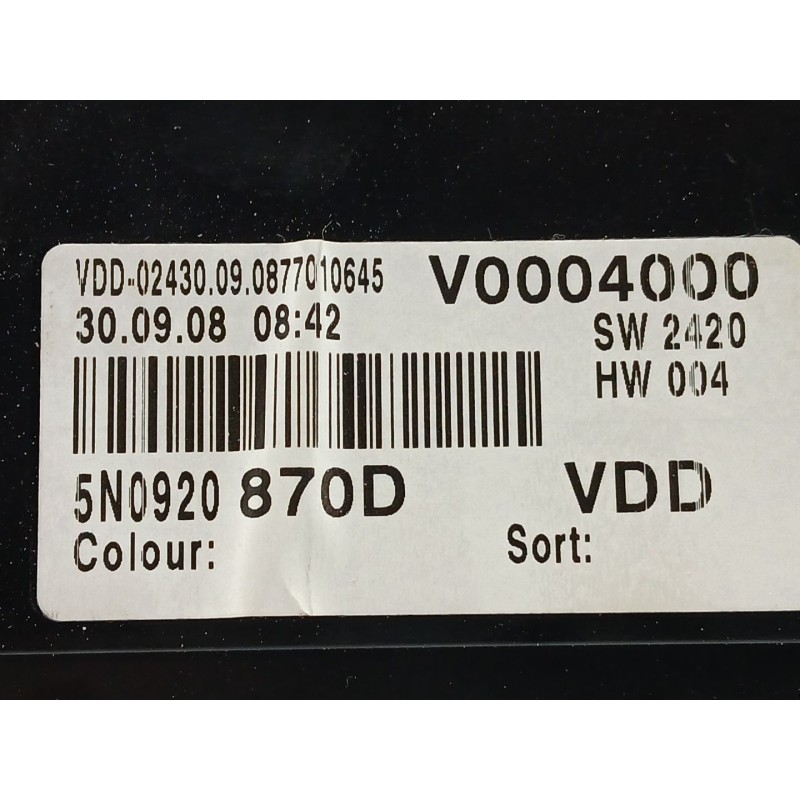 VDD-02430.09.0877010645 V0004000
30.09.08 08:42 SW 2420
HW 004
5N0920 870D VDD
Colour: Sort: